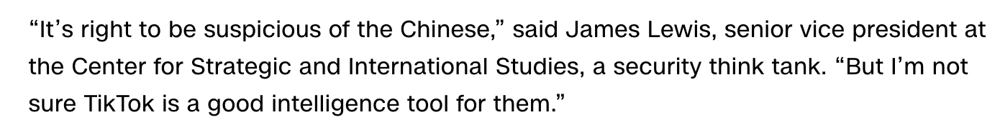 “It’s right to be suspicious of the Chinese,” said James Lewis, senior vice president at
the Center for Strategic and International Studies, a security think tank. “But I’m not
sure TikTok is a good intelligence tool for them.”